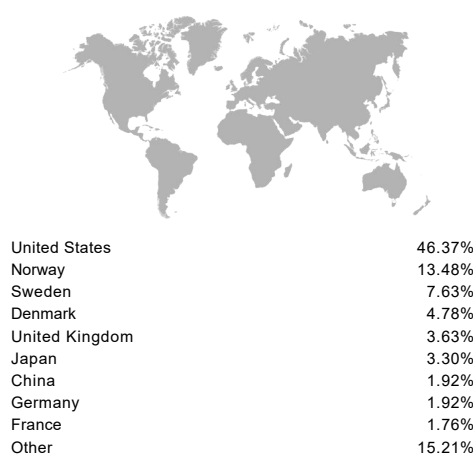 United States 46.37%
Norway 13.48%
Sweden 7.63%
Denmark 4.78%
United Kingdom 3.63%
Japan 3.30%
China 1.92%
Germany 1.92%
France 1.76%
Other 15.21%